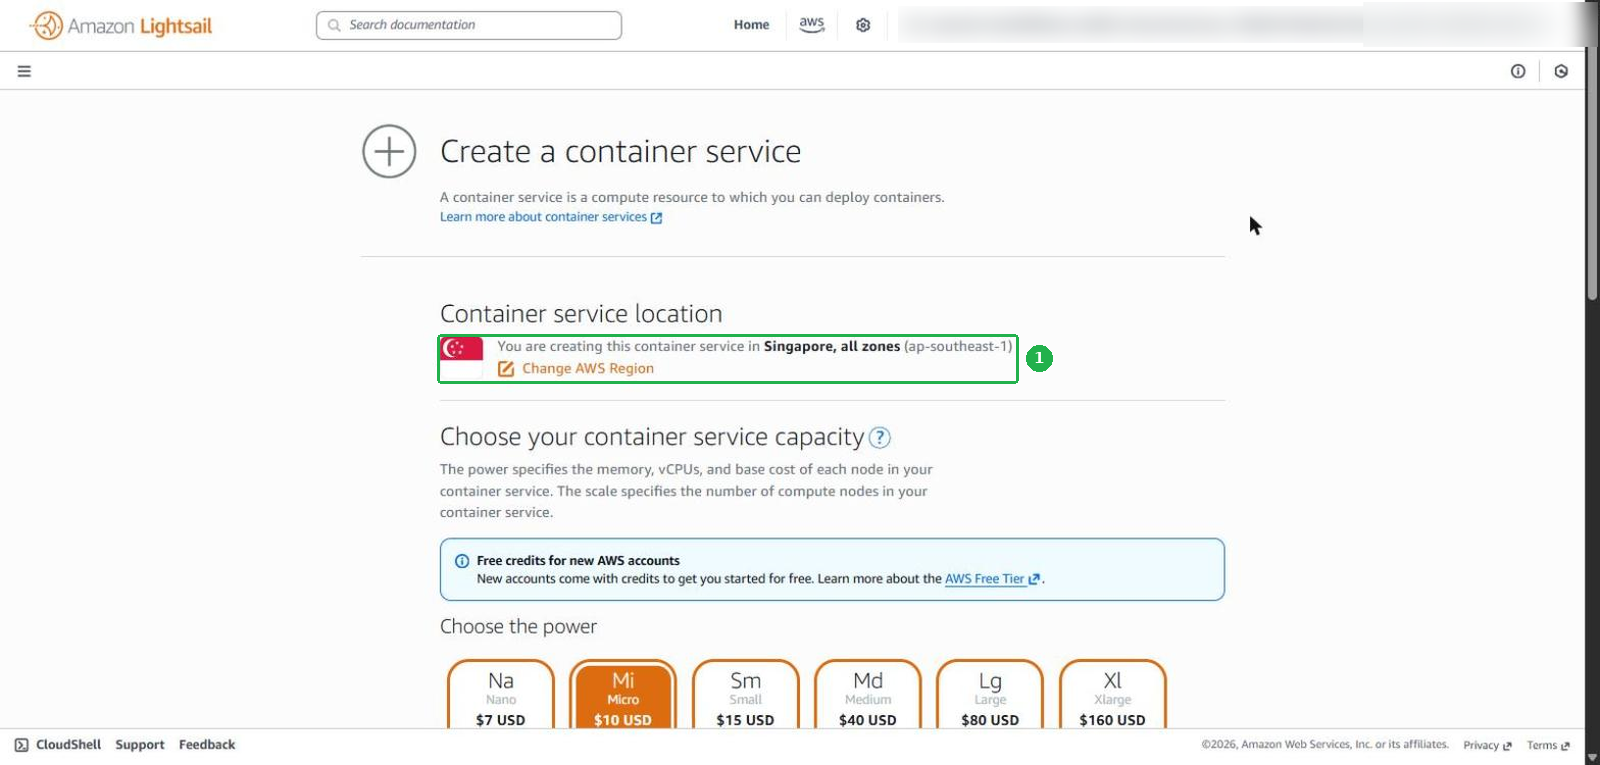 Amazon Lightsail
Search documentation
Home
aws
Create a container service
A container service is a compute resource to which you can deploy containers.
Learn more about container services
Container service location
You are creating this container service in Singapore, all zones (ap-southeast-1)
Change AWS Region
1
Choose your container service capacity ?
The power specifies the memory, vCPUs, and base cost of each node in your
container service. The scale specifies the number of compute nodes in your
container service.
Free credits for new AWS accounts
New accounts come with credits to get you started for free. Learn more about the AWS Free Tier.
Choose the power
Na Mi Sm Md Lg Xl
Nano Micro Small Medium Large Xlarge
$7 USD $10 USD $15 USD $40 USD $80 USD $160 USD
CloudShell Support Feedback ©2026, Amazon Web Services, Inc. or its affiliates. Privacy Terms